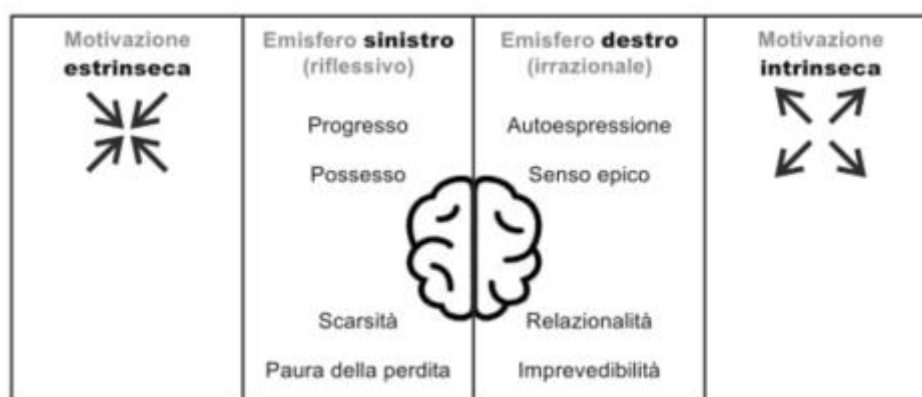 Motivazione
estrinseca
Emisfero sinistro
(riflessivo)
Progresso
Possesso
Scarsità
Paura della perdita
Emisfero destro
(irrazionale)
Autoespressione
Senso epico
Relazionalità
Imprevedibilità
Motivazione
intrinseca